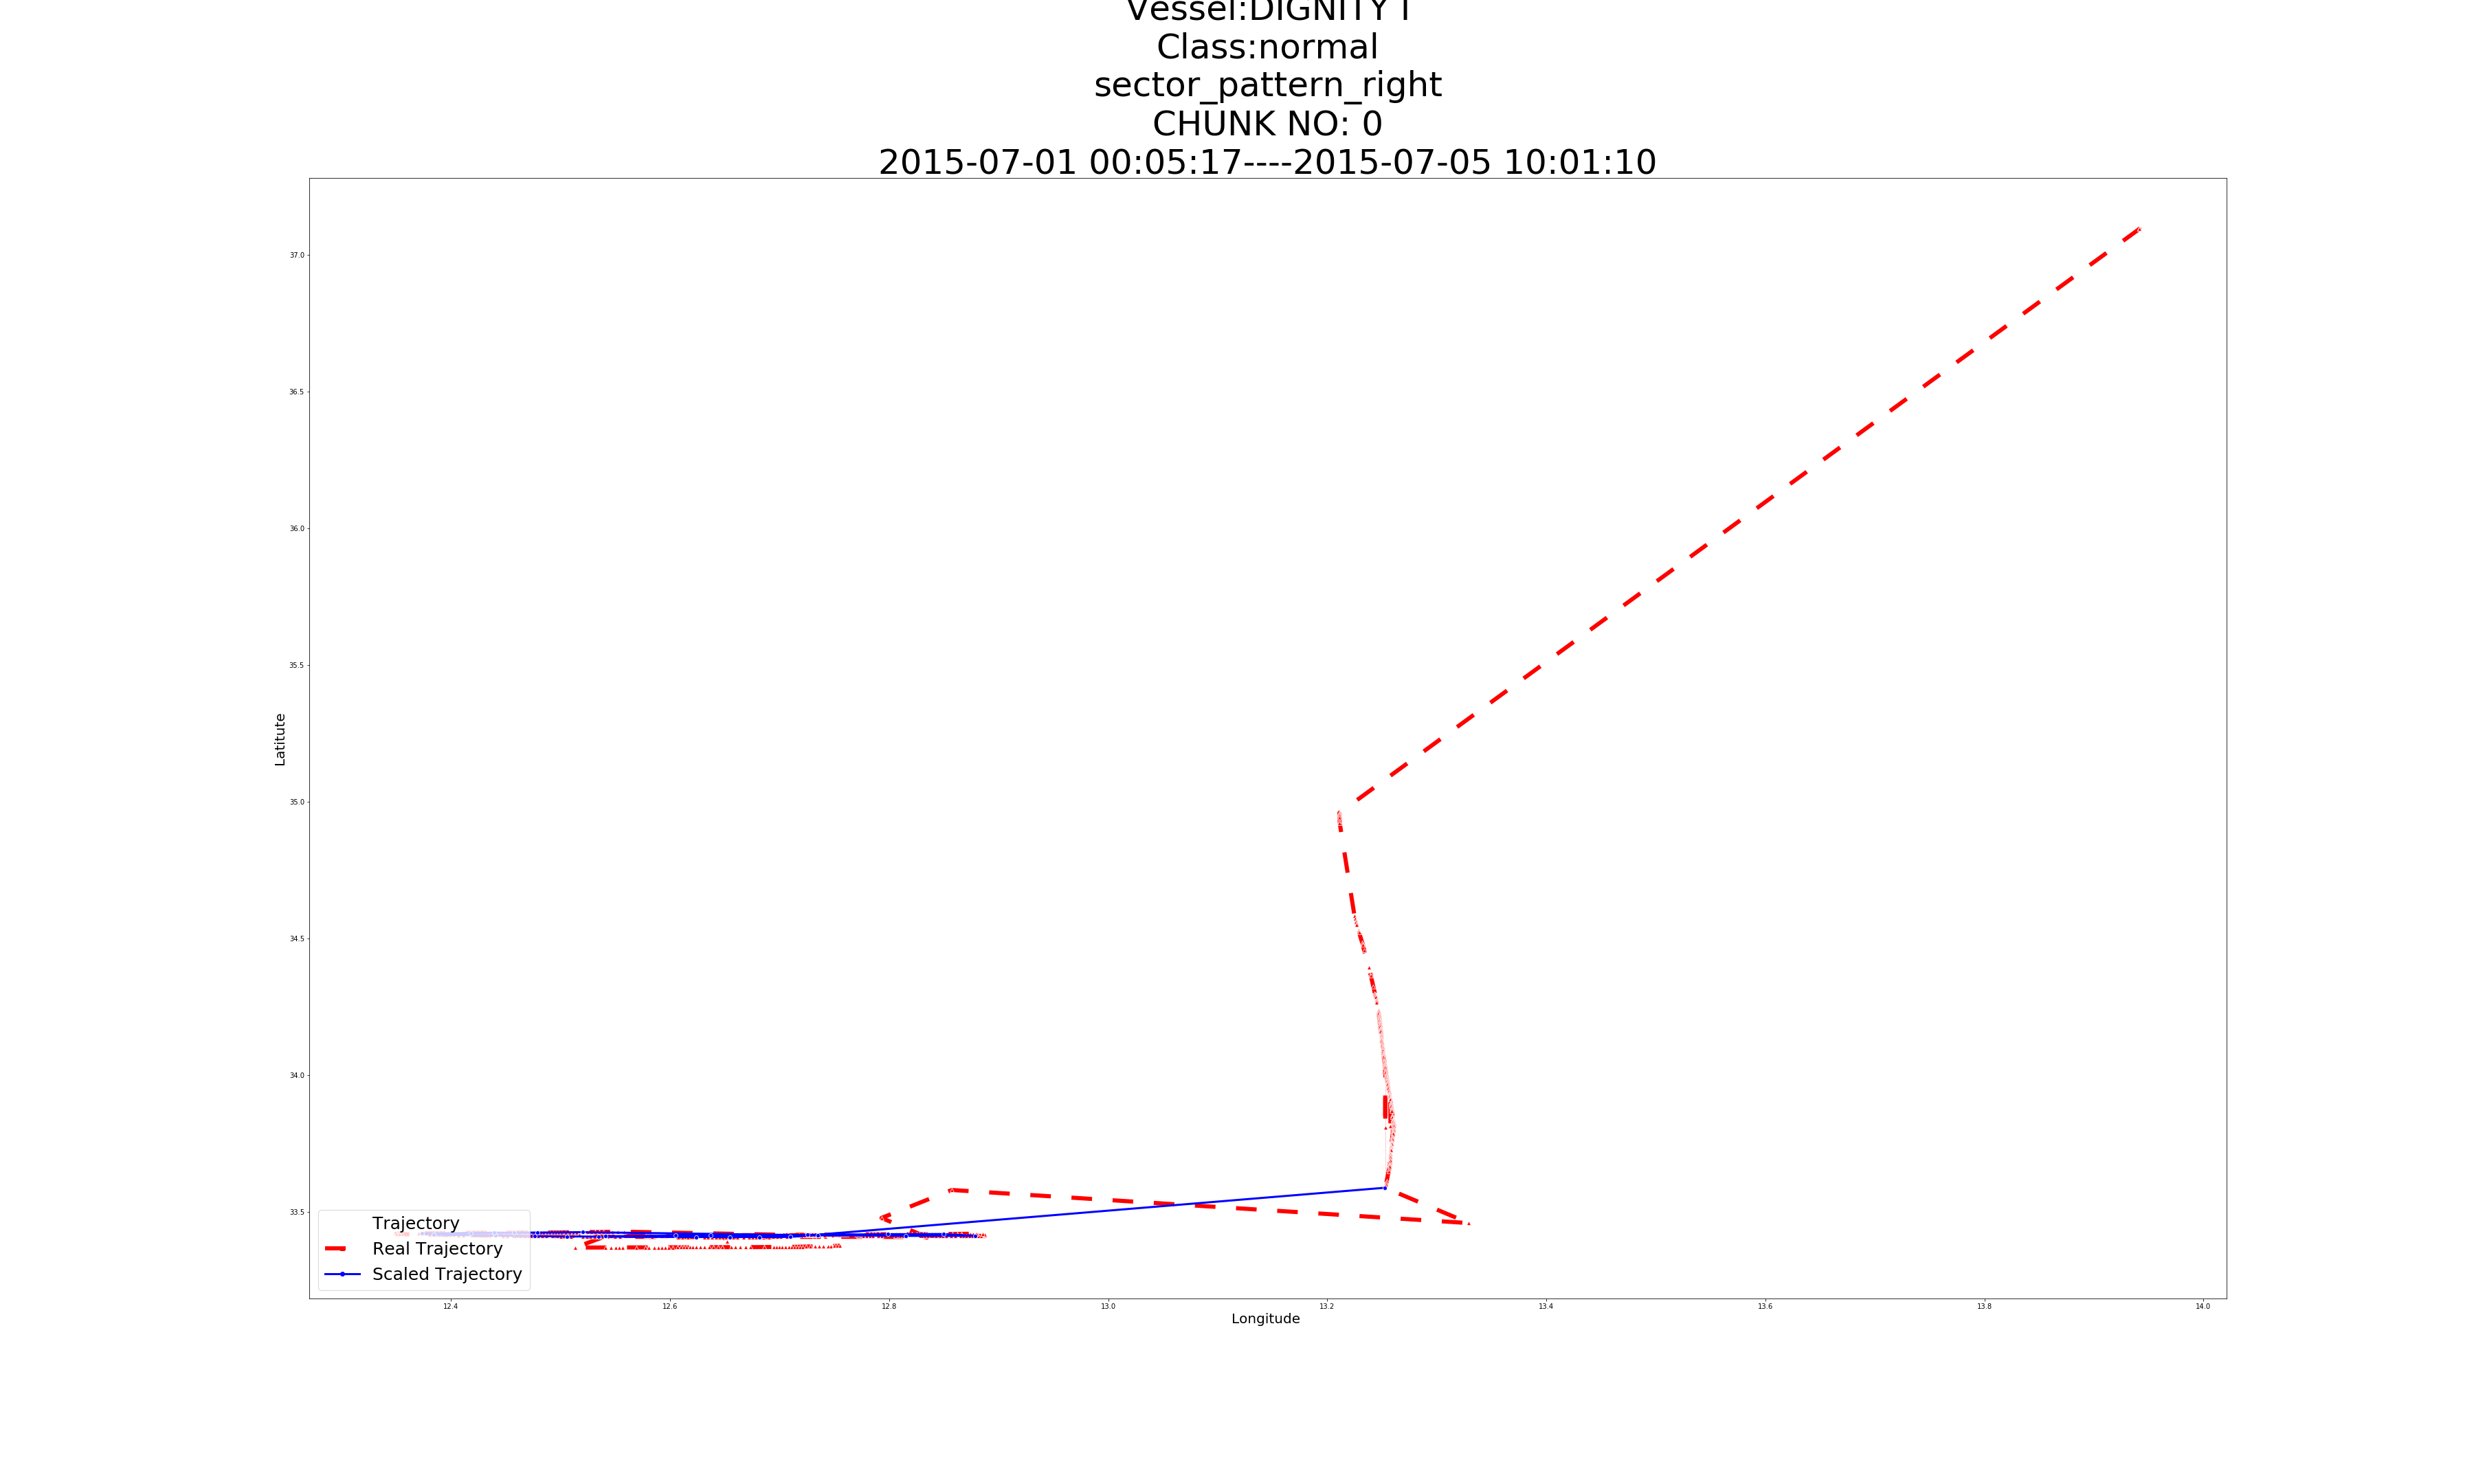 Vessel:DIGNITY I
Class:normal
sector_pattern_right
CHUNK NO: 0
2015-07-01 00:05:17----2015-07-05 10:01:10
37.0
36.5
36.0
35.5
35.0
34.5
34.0
33.5
Latitute
Trajectory
Real Trajectory
Scaled Trajectory
12.4 12.6 12.8 13.0 13.2 13.4 13.6 13.8 14.0
Longitude